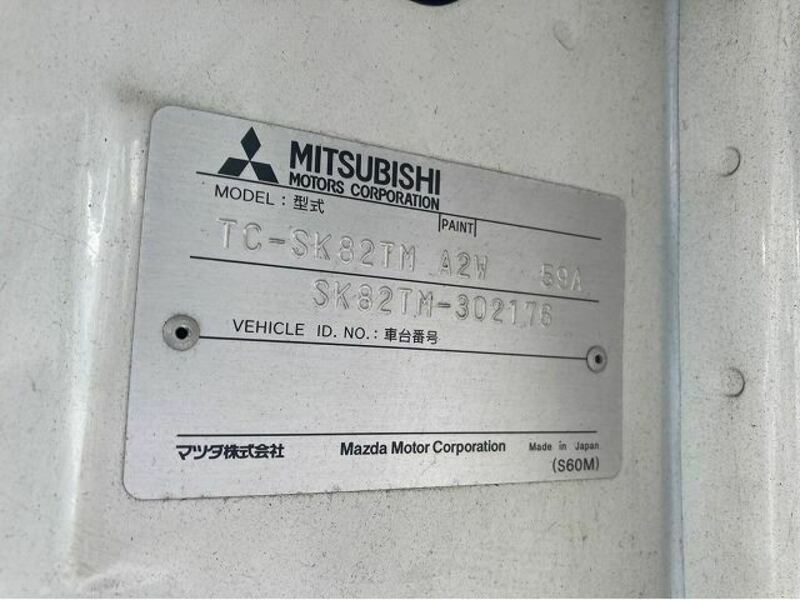 MITSUBISHI
MOTORS CORPORATION
MODEL : 型式
PAINT
TC-SK82TM A2W 59A
SK82TM-302176
VEHICLE ID. NO. : 車台番号
マツダ株式会社 Mazda Motor Corporation Made in Japan
(S60M)